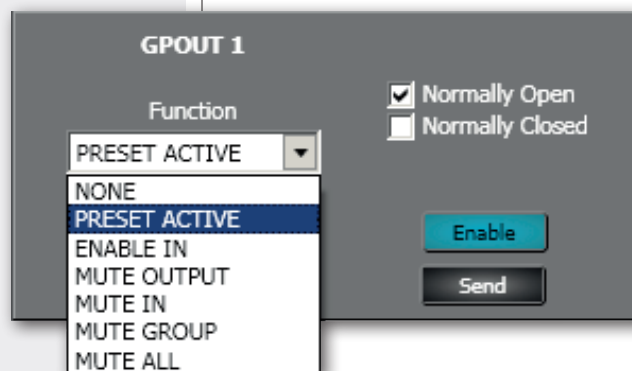 GPOUT 1
Function
PRESET ACTIVE
NONE
PRESET ACTIVE
ENABLE IN
MUTE OUTPUT
MUTE IN
MUTE GROUP
MUTE ALL
Normally Open
Normally Closed
Enable
Send